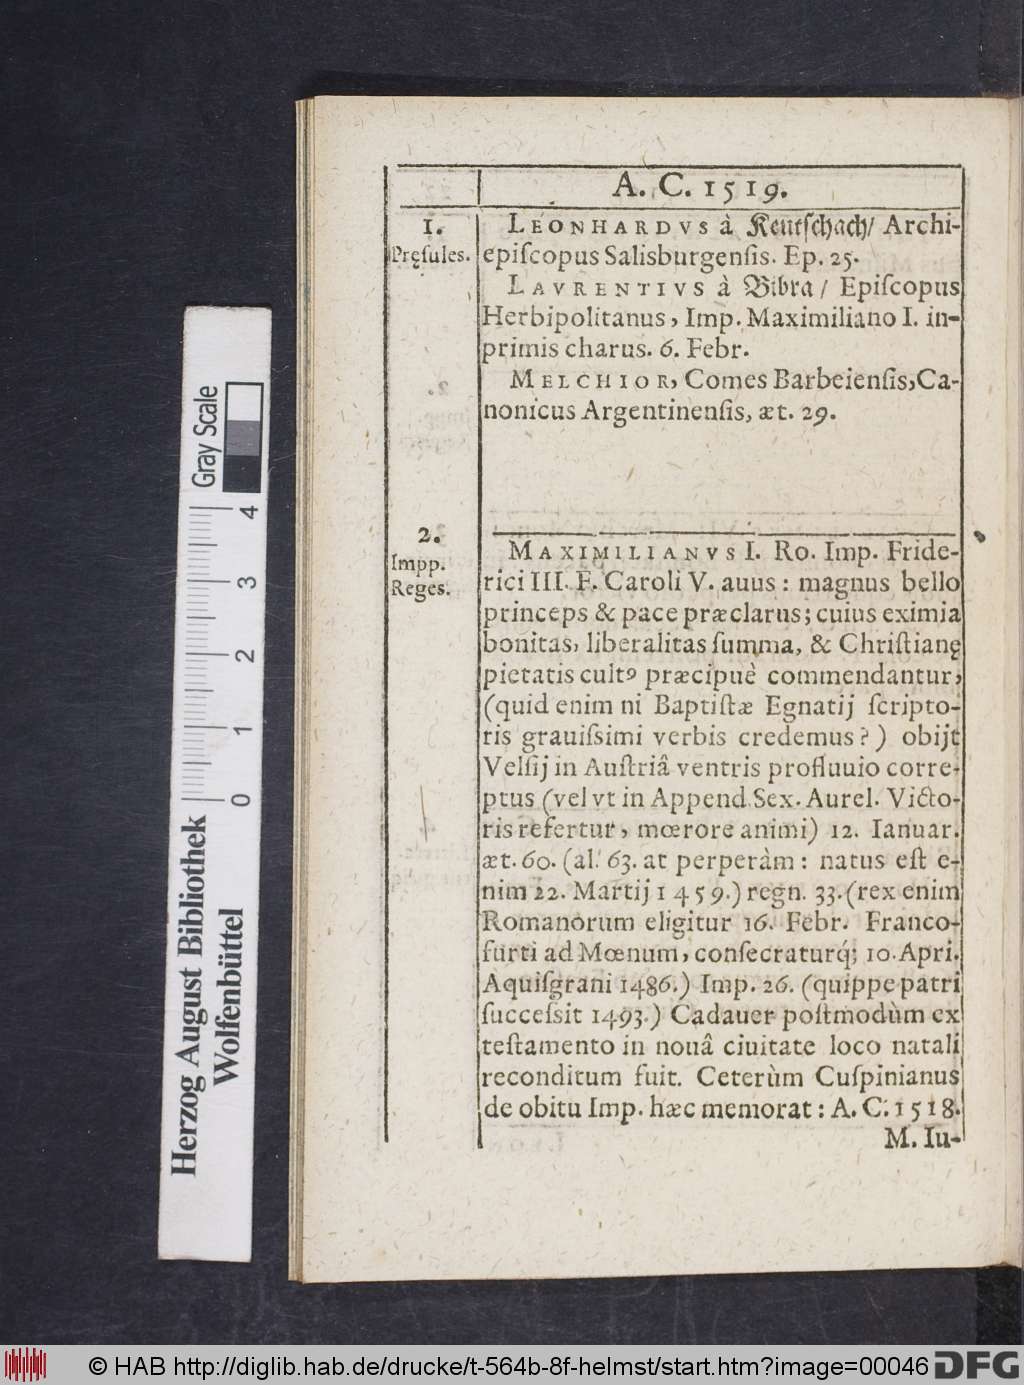 A. C. 1519.
1.
Pręsules.
LEONHARDVS à Keutſchach/ Archi-
epiſcopus Salisburgenſis. Ep. 25.
LAVRENTIVS à Bibra / Epiſcopus
Herbipolitanus, Imp. Maximiliano I. in-
primis charus. 6. Febr.
MELCHIOR, Comes Barbeienſis, Ca-
nonicus Argentinenſis, æt. 29.
2.
Impp.
Reges.
MAXIMILIANVS I. Ro. Imp. Fride-
rici III. F. Caroli V. auus : magnus bello
princeps & pace præclarus; cuius eximia
bonitas, liberalitas ſumma, & Chriſtianę
pietatis cultꝰ præcipuè commendantur,
(quid enim ni Baptiſtæ Egnatij ſcripto-
ris grauiſsimi verbis credemus?) obijt
Velſij in Auſtriâ ventris profluuio corre-
ptus (vel vt in Append. Sex. Aurel. Victo-
ris refertur, mœrore animi) 12. Ianuar.
æt. 60. (al. 63. at perperàm : natus eſt e-
nim 22. Martij 1459.) regn. 33. (rex enim
Romanorum eligitur 16. Febr. Franco-
furti ad Mœnum, conſecraturq́; 10. Apri.
Aquiſgrani 1486.) Imp. 26. (quippe patri
ſucceſsit 1493.) Cadauer poſtmodùm ex
teſtamento in nouâ ciuitate loco natali
reconditum fuit. Ceterùm Cuſpinianus
de obitu Imp. hæc memorat : A. C. 1518.
M. Iu-
Gray Scale
0 1 2 3 4
Herzog August Bibliothek
Wolfenbüttel
© HAB http://diglib.hab.de/drucke/t-564b-8f-helmst/start.htm?image=00046
DFG